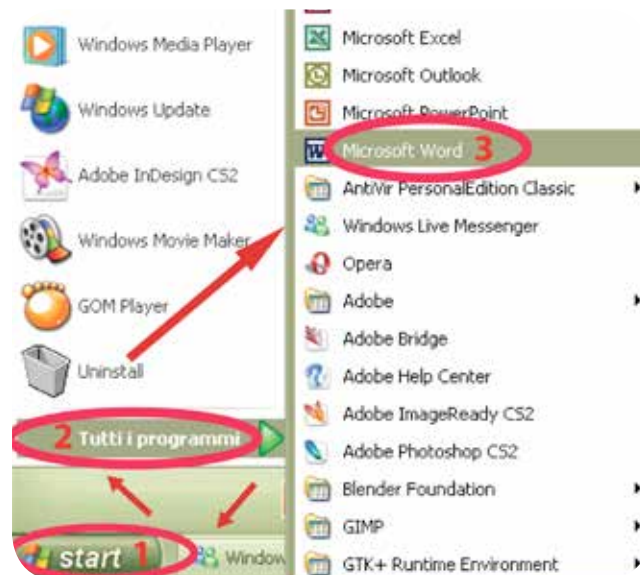 Windows Media Player
Windows Update
Adobe InDesign CS2
Windows Movie Maker
GOM Player
Uninstall
2 Tutti i programmi
start 1
Window
Microsoft Excel
Microsoft Outlook
Microsoft PowerPoint
Microsoft Word 3
AntiVir PersonalEdition Classic
Windows Live Messenger
Opera
Adobe
Adobe Bridge
Adobe Help Center
Adobe ImageReady CS2
Adobe Photoshop CS2
Blender Foundation
GIMP
GTK+ Runtime Environment